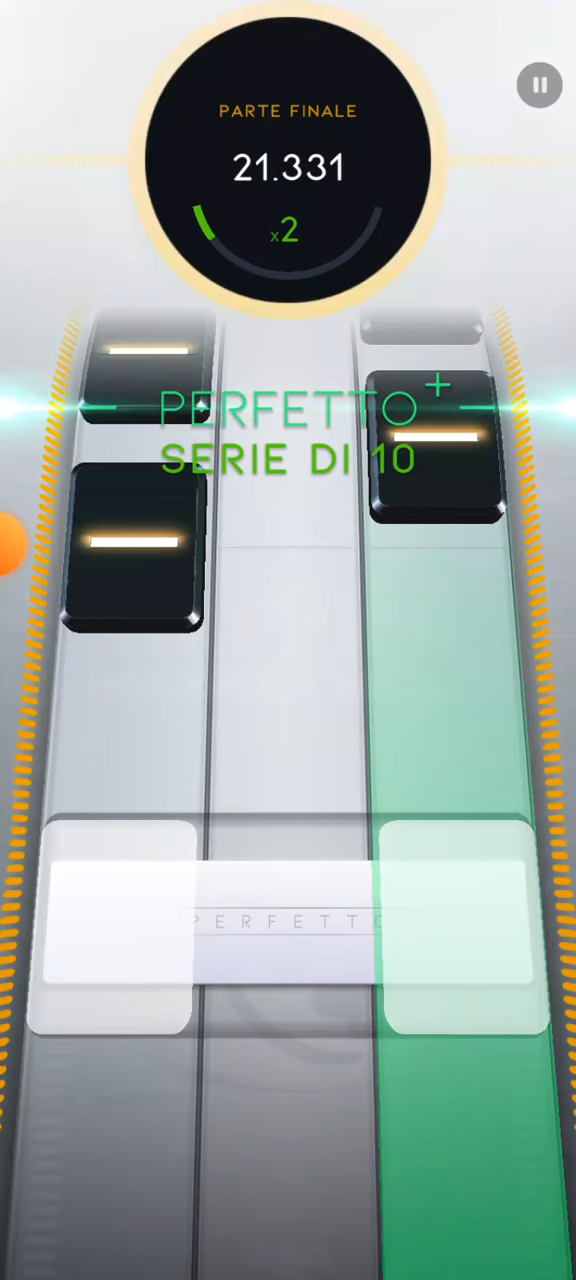 PARTE FINALE
21.331
x2
PERFETTO+
SERIE DI 10
PERFETTO